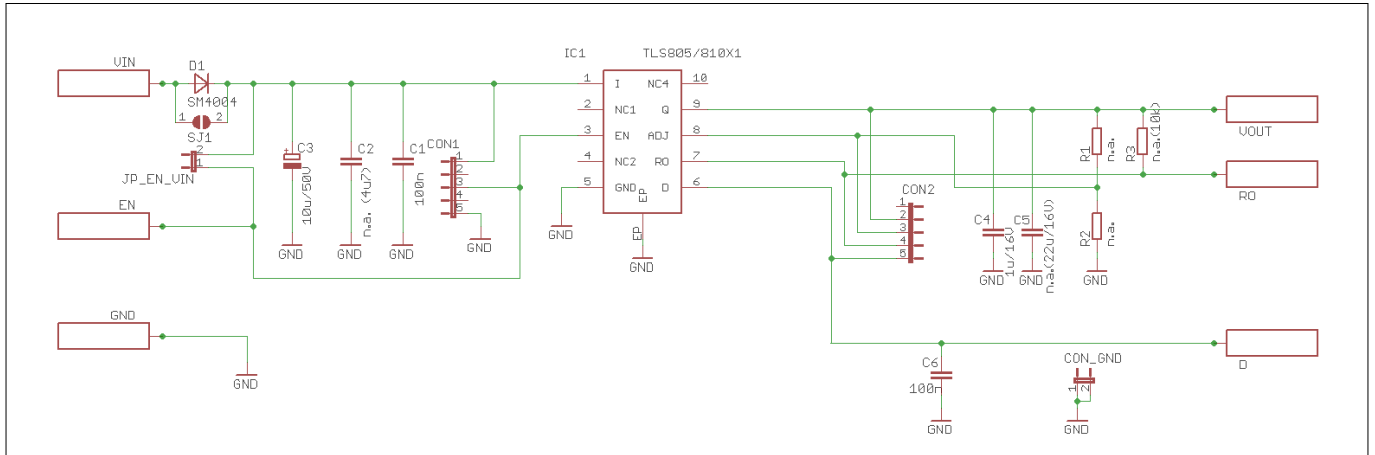 VIN
D1
SM4004
1 2
SJ1
2
1
JP_EN_VIN
EN
GND
GND
C3
10u/50V
GND
C2
n.a. (4u7)
GND
C1
100n
GND
CON1
1
2
3
4
5
GND
IC1
TLS805/810X1
1 I
2 NC1
3 EN
4 NC2
5 GND
NC4 10
Q 9
ADJ 8
RO 7
D 6
EP
EP
GND
GND
CON2
1
2
3
4
5
C4
1u/16V
GND
C5
n.a.(22u/16V)
GND
R1
n.a.
R3
n.a.(10k)
R2
n.a.
GND
VOUT
RO
D
C6
100n
GND
CON_GND
1
2
GND